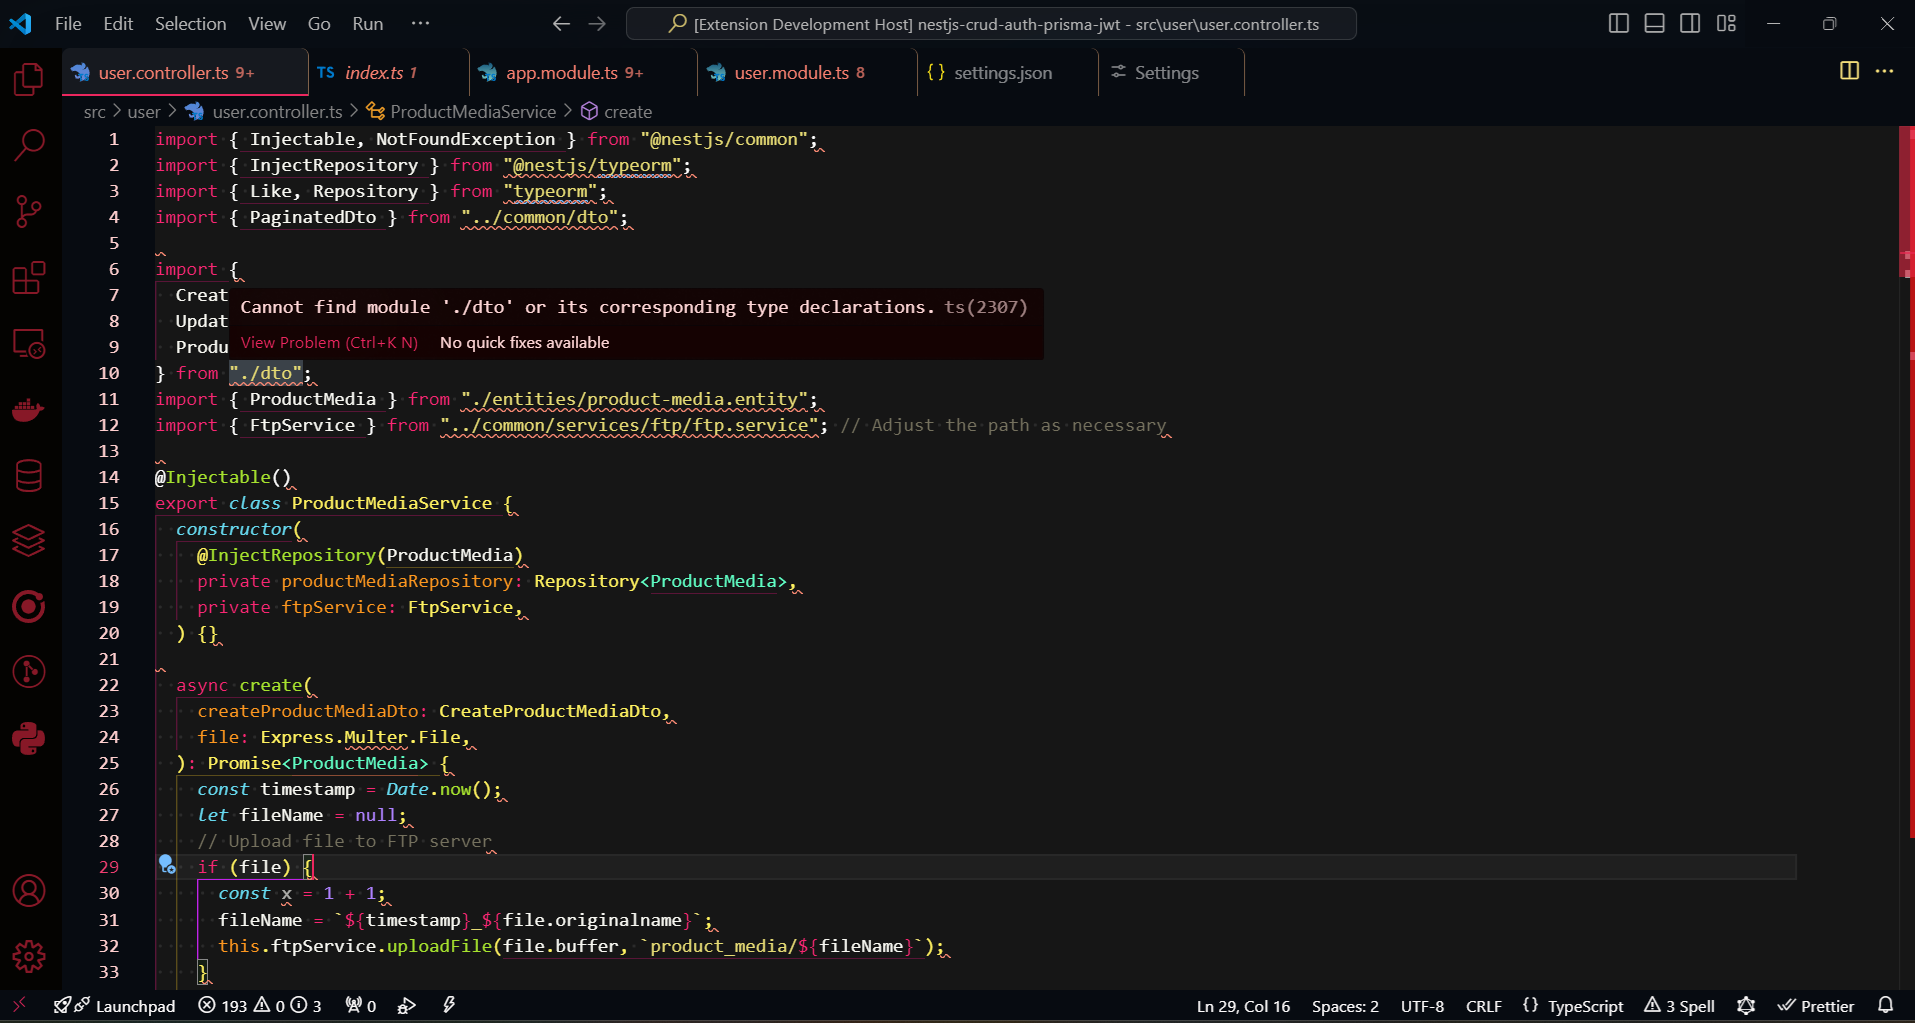 File Edit Selection View Go Run ··· [Extension Development Host] nestjs-crud-auth-prisma-jwt - src\user\user.controller.ts
user.controller.ts 9+ TS index.ts 1 app.module.ts 9+ user.module.ts 8 {} settings.json Settings
src > user > user.controller.ts > ProductMediaService > create
1 import { Injectable, NotFoundException } from "@nestjs/common";
2 import { InjectRepository } from "@nestjs/typeorm";
3 import { Like, Repository } from "typeorm";
4 import { PaginatedDto } from "../common/dto";
5
6 import {
7 Creat
Cannot find module './dto' or its corresponding type declarations. ts(2307)
8 Updat
9 Produ
View Problem (Ctrl+K N) No quick fixes available
10 } from "./dto";
11 import { ProductMedia } from "./entities/product-media.entity";
12 import { FtpService } from "../common/services/ftp/ftp.service"; // Adjust the path as necessary
13
14 @Injectable()
15 export class ProductMediaService {
16 constructor(
17 @InjectRepository(ProductMedia)
18 private productMediaRepository: Repository<ProductMedia>,
19 private ftpService: FtpService,
20 ) {}
21
22 async create(
23 createProductMediaDto: CreateProductMediaDto,
24 file: Express.Multer.File,
25 ): Promise<ProductMedia> {
26 const timestamp = Date.now();
27 let fileName = null;
28 // Upload file to FTP server
29 if (file) {
30 const x = 1 + 1;
31 fileName = `${timestamp}_${file.originalname}`;
32 this.ftpService.uploadFile(file.buffer, `product_media/${fileName}`);
33 }
Launchpad 193 0 3 0 Ln 29, Col 16 Spaces: 2 UTF-8 CRLF {} TypeScript 3 Spell Prettier